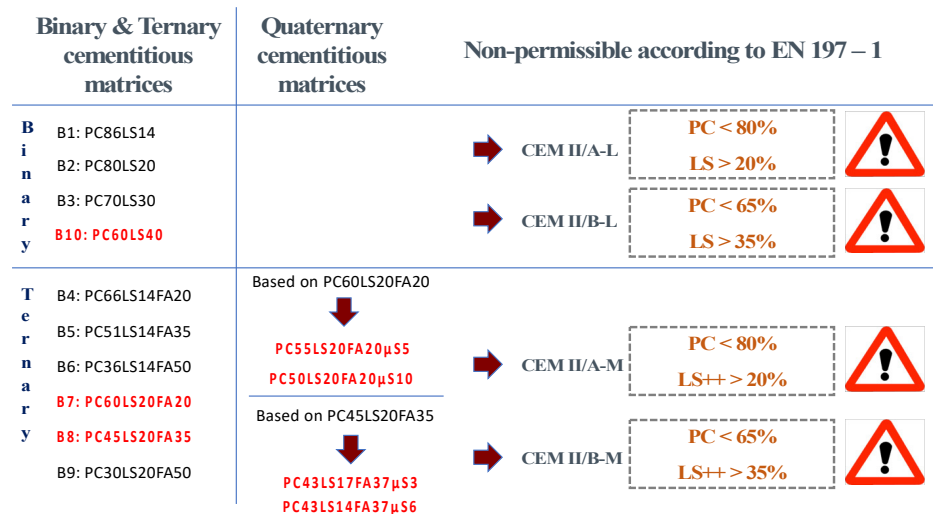 Binary & Ternary
cementitious
matrices
Quaternary
cementitious
matrices
Non-permissible according to EN 197 – 1
Binary
B1: PC86LS14
B2: PC80LS20
B3: PC70LS30
B10: PC60LS40
CEM II/A-L
PC < 80%
LS > 20%
CEM II/B-L
PC < 65%
LS > 35%
Ternary
B4: PC66LS14FA20
B5: PC51LS14FA35
B6: PC36LS14FA50
B7: PC60LS20FA20
B8: PC45LS20FA35
B9: PC30LS20FA50
Based on PC60LS20FA20
PC55LS20FA20µS5
PC50LS20FA20µS10
Based on PC45LS20FA35
PC43LS17FA37µS3
PC43LS14FA37µS6
CEM II/A-M
PC < 80%
LS++ > 20%
CEM II/B-M
PC < 65%
LS++ > 35%